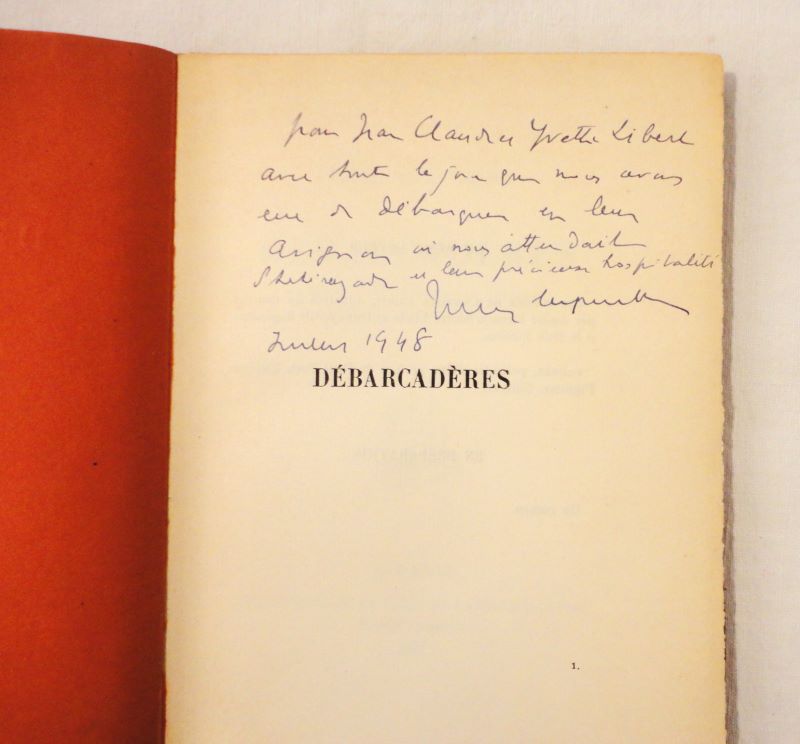 pour Jean Claude et Yvette Libert
avec toute la joie que nous avons
eue de débarquer en leur
Avignon où nous attendait
Shéhérazade et leur précieuse hospitalité
Jules Supervielle
Juillet 1948
DÉBARCADÈRES
1.